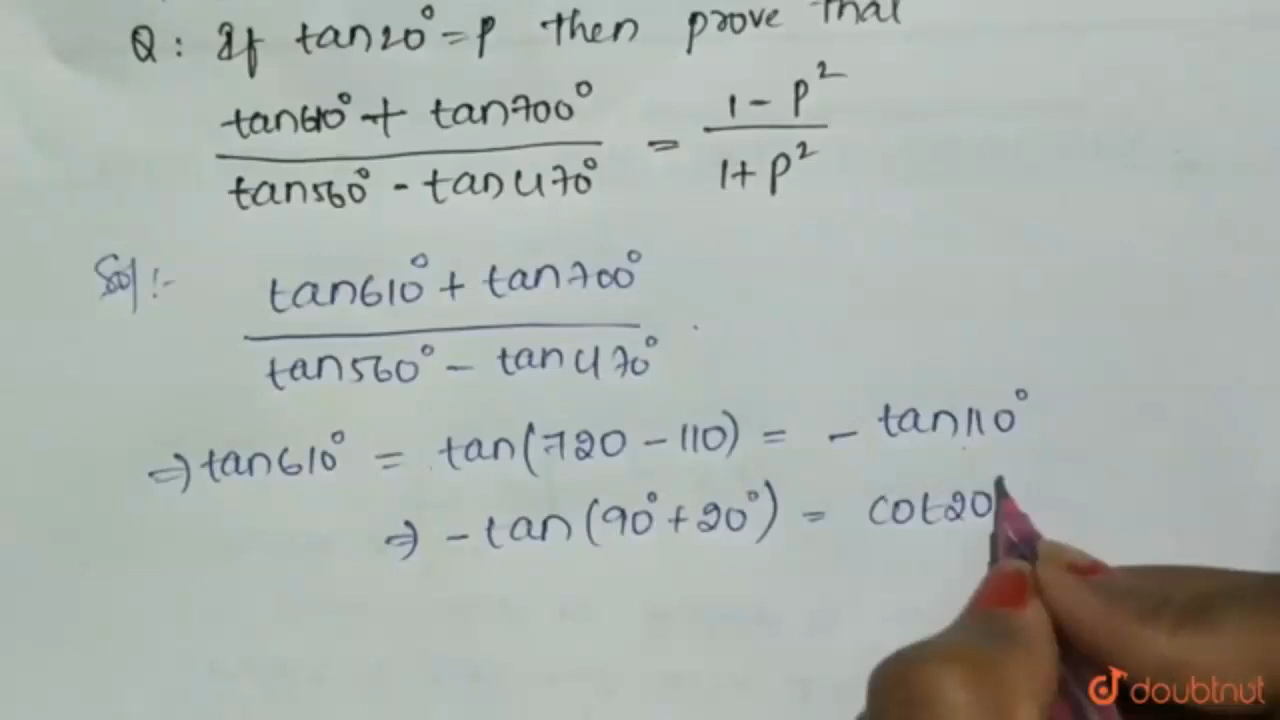 Q : If tan20° = P then prove that
tan610° + tan700° / tan560° - tan470° = 1 - P² / 1 + P²
Sol :- tan610° + tan700° / tan560° - tan470°
⇒ tan610° = tan(720 - 110) = - tan110°
⇒ - tan(90° + 20°) = cot20
doubtnut